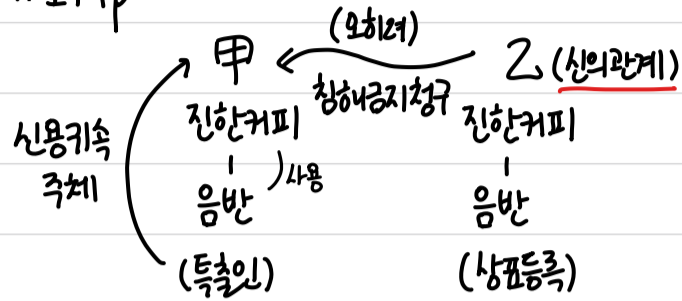 (오히려)
甲
乙 (신의관계)
침해금지청구
진한커피
진한커피
신용귀속
주체
사용
음반
음반
(특출인)
(상표등록)